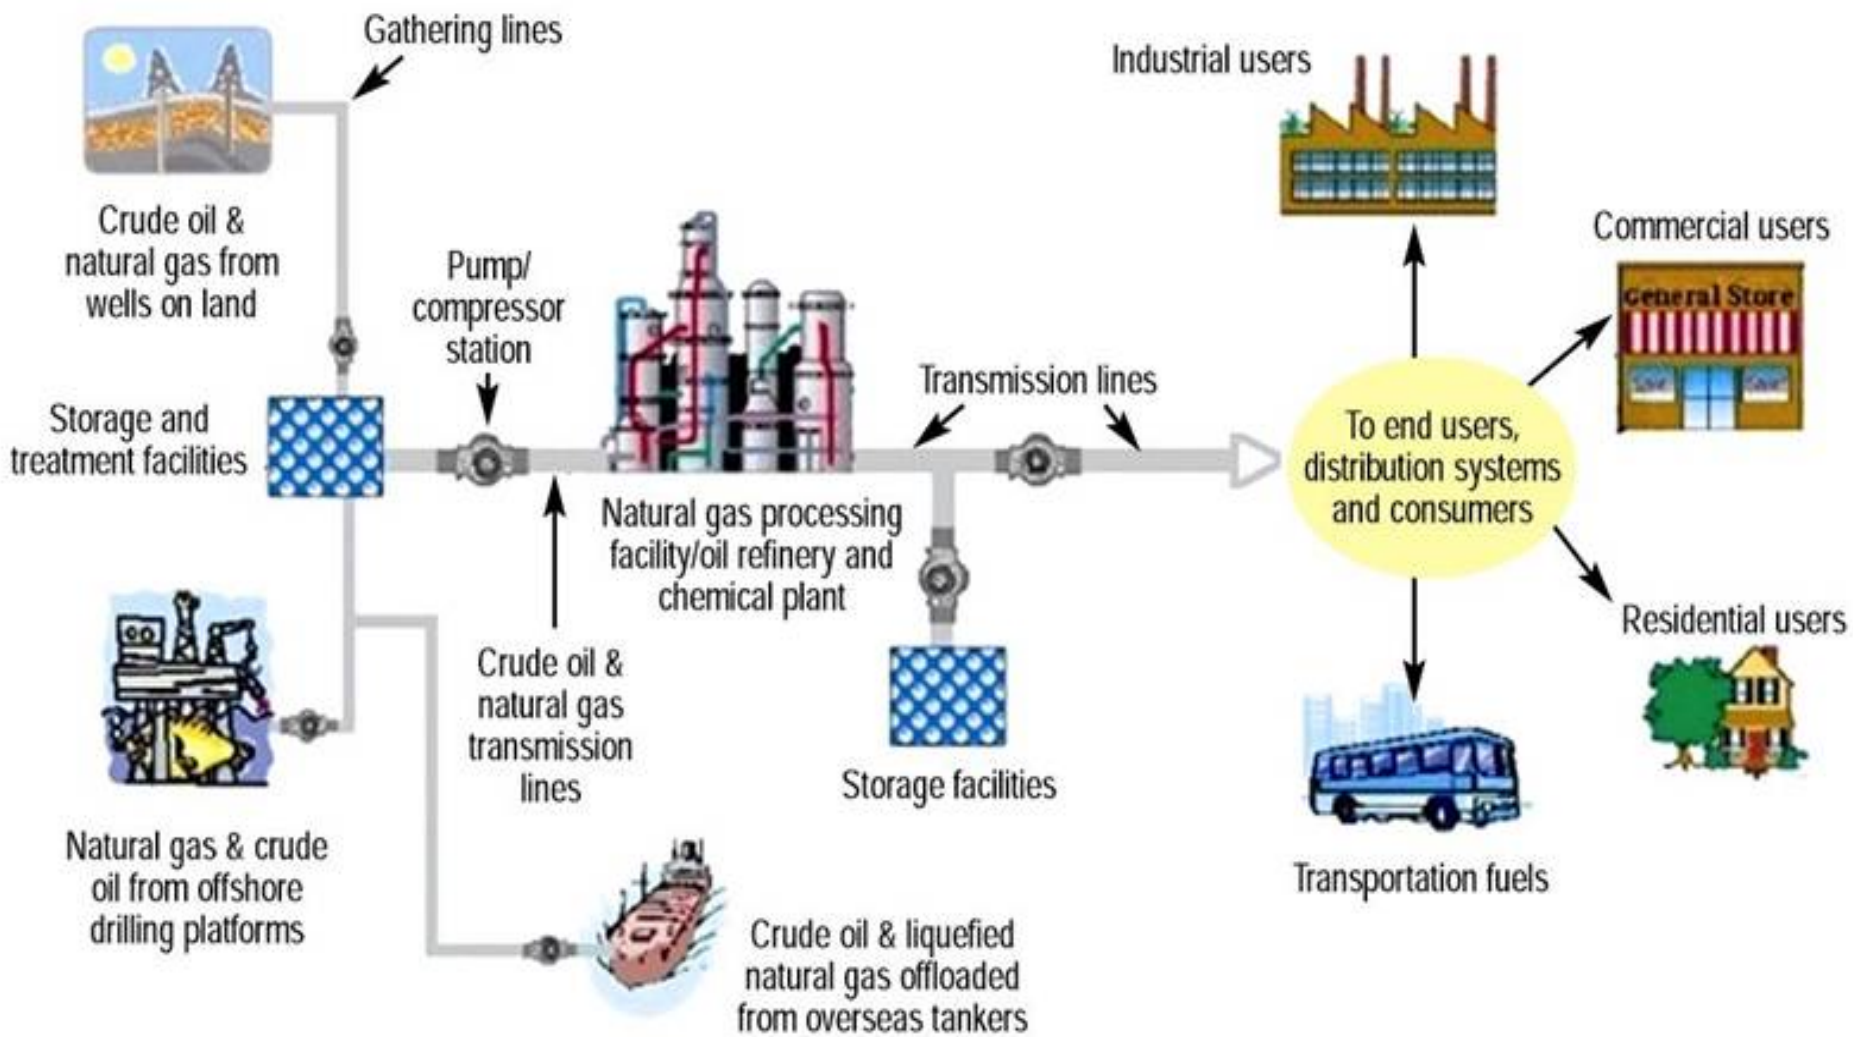 Gathering lines
Crude oil &
natural gas from
wells on land
Pump/
compressor
station
Storage and
treatment facilities
Natural gas & crude
oil from offshore
drilling platforms
Crude oil &
natural gas
transmission
lines
Natural gas processing
facility/oil refinery and
chemical plant
Crude oil & liquefied
natural gas offloaded
from overseas tankers
Transmission lines
Storage facilities
To end users,
distribution systems
and consumers
Industrial users
Commercial users
General Store
Residential users
Transportation fuels